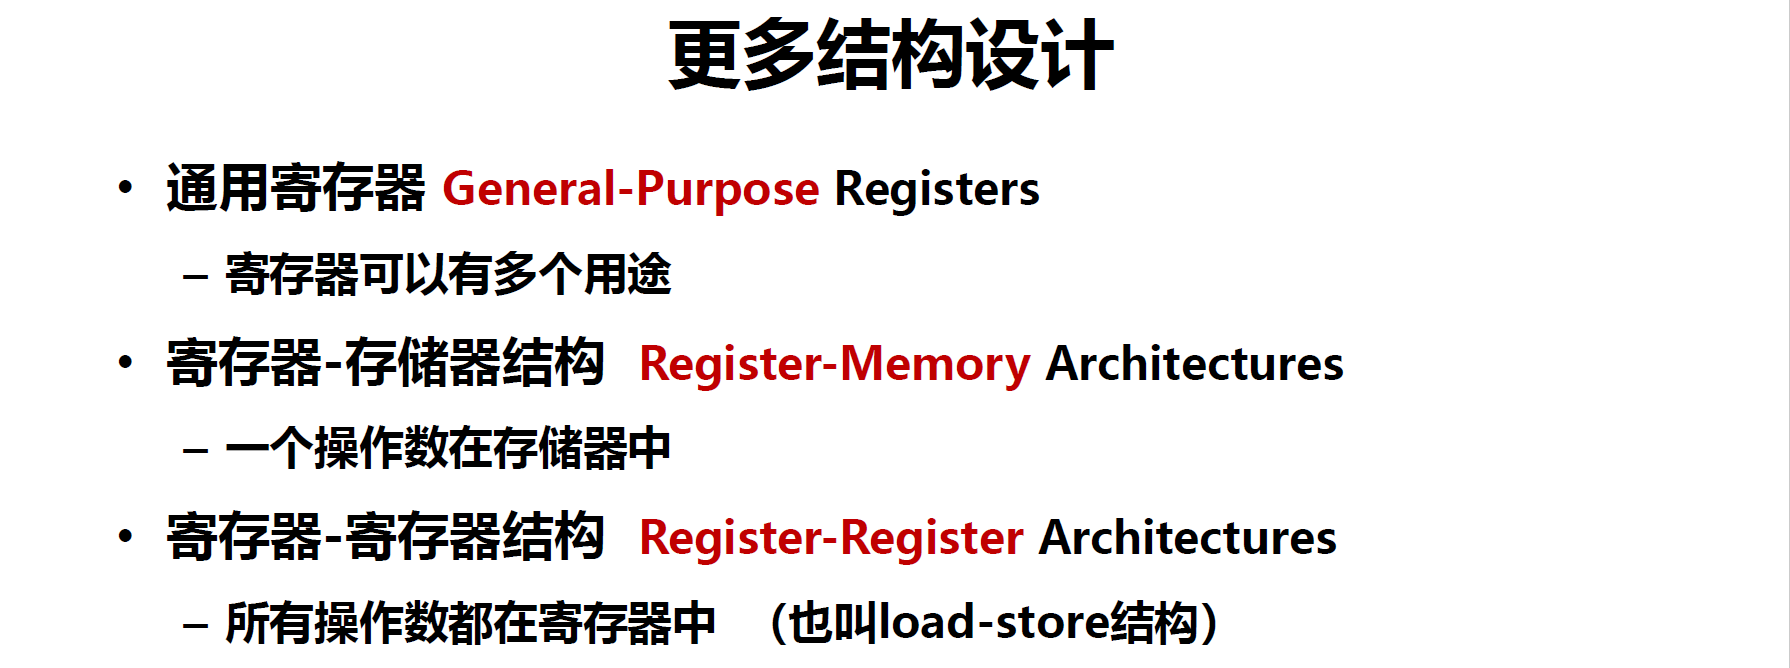 更多结构设计
• 通用寄存器 General-Purpose Registers
– 寄存器可以有多个用途
• 寄存器-存储器结构 Register-Memory Architectures
– 一个操作数在存储器中
• 寄存器-寄存器结构 Register-Register Architectures
– 所有操作数都在寄存器中 （也叫load-store结构）